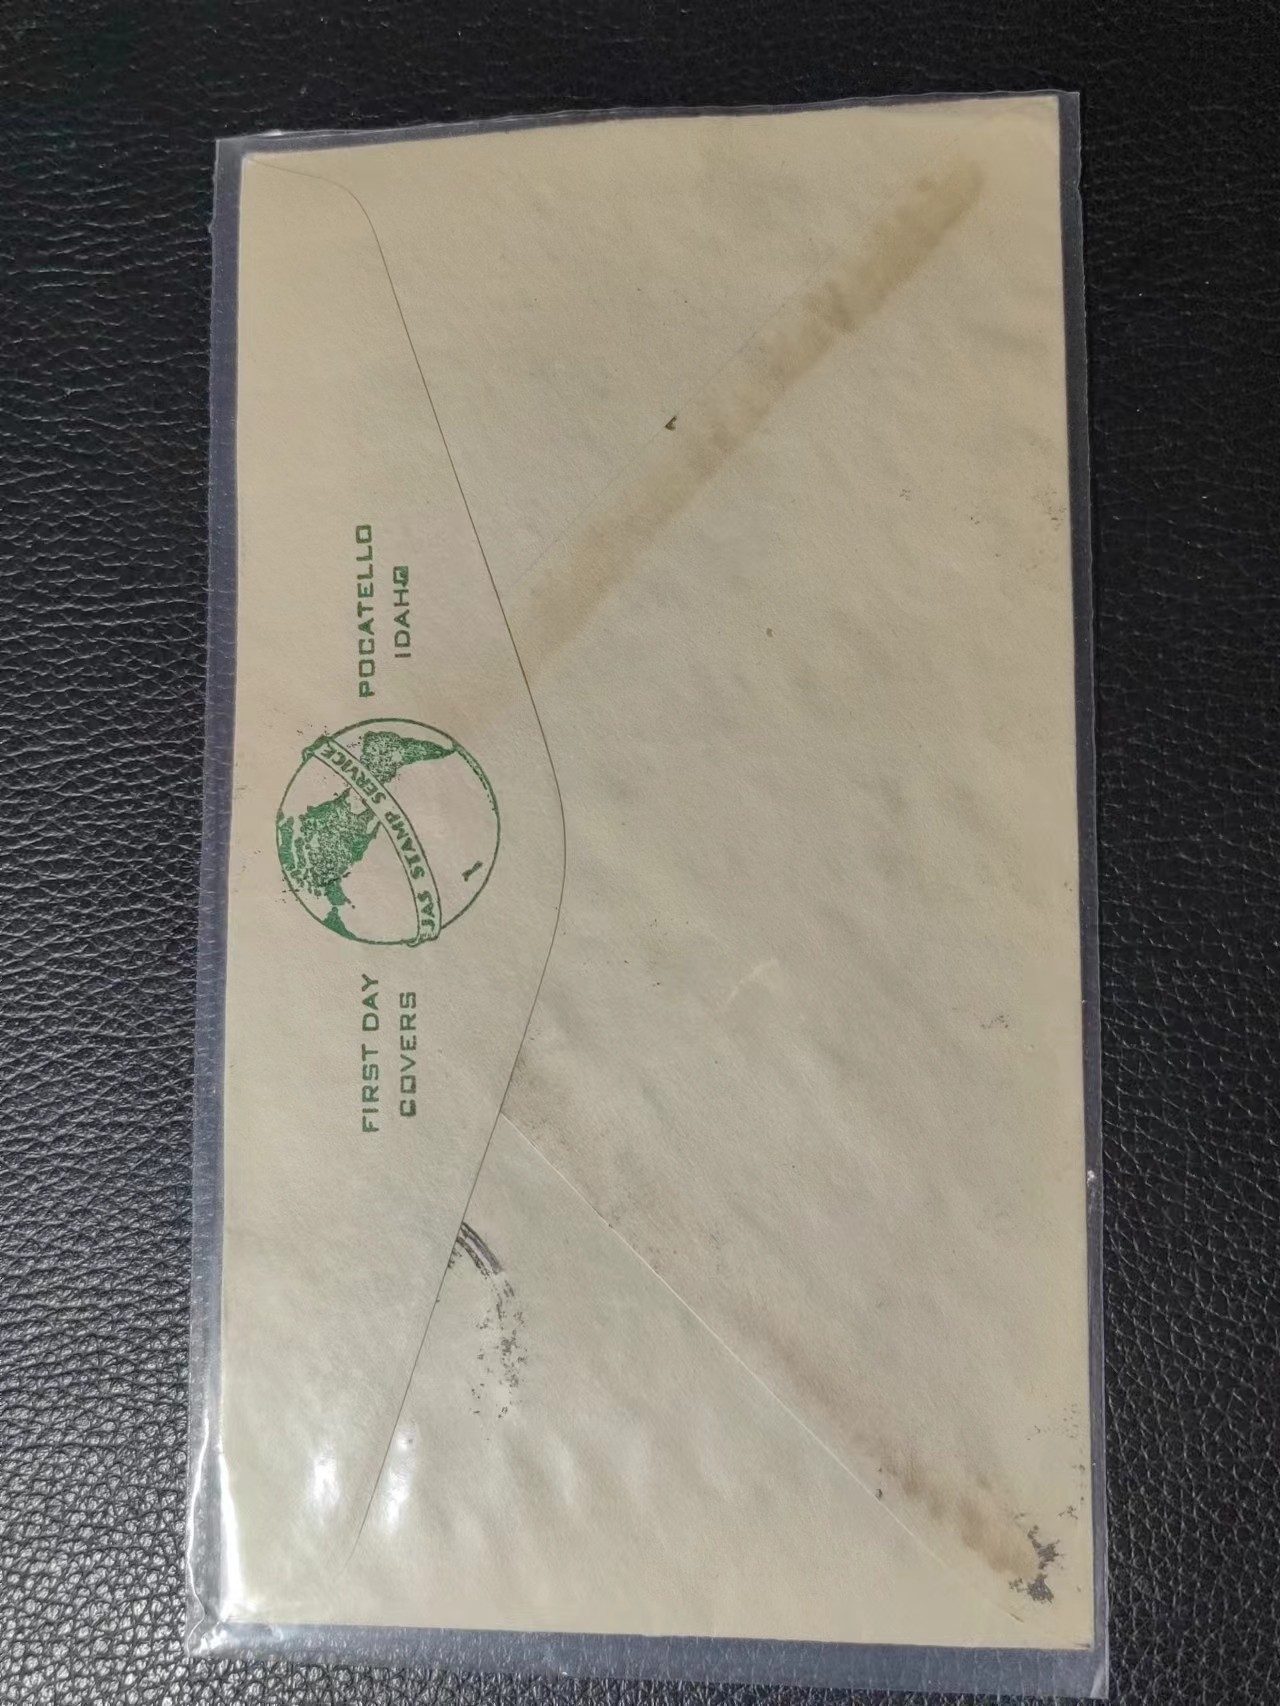 FIRST DAY
COVERS
JAS STAMP SERVICE
POCATELLO
IDAHO